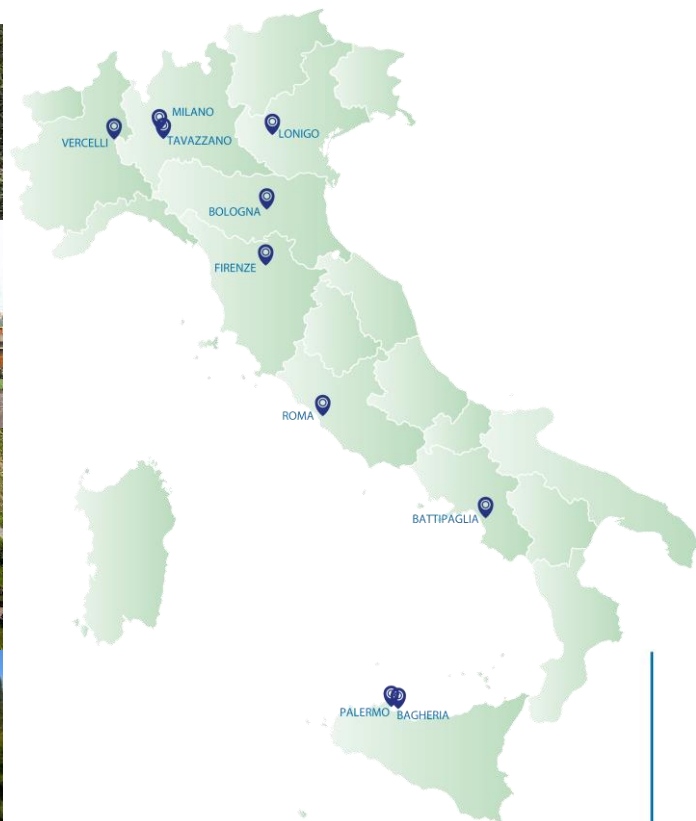 MILANO
VERCELLI
TAVAZZANO
LONIGO
BOLOGNA
FIRENZE
ROMA
BATTIPAGLIA
PALERMO
BAGHERIA